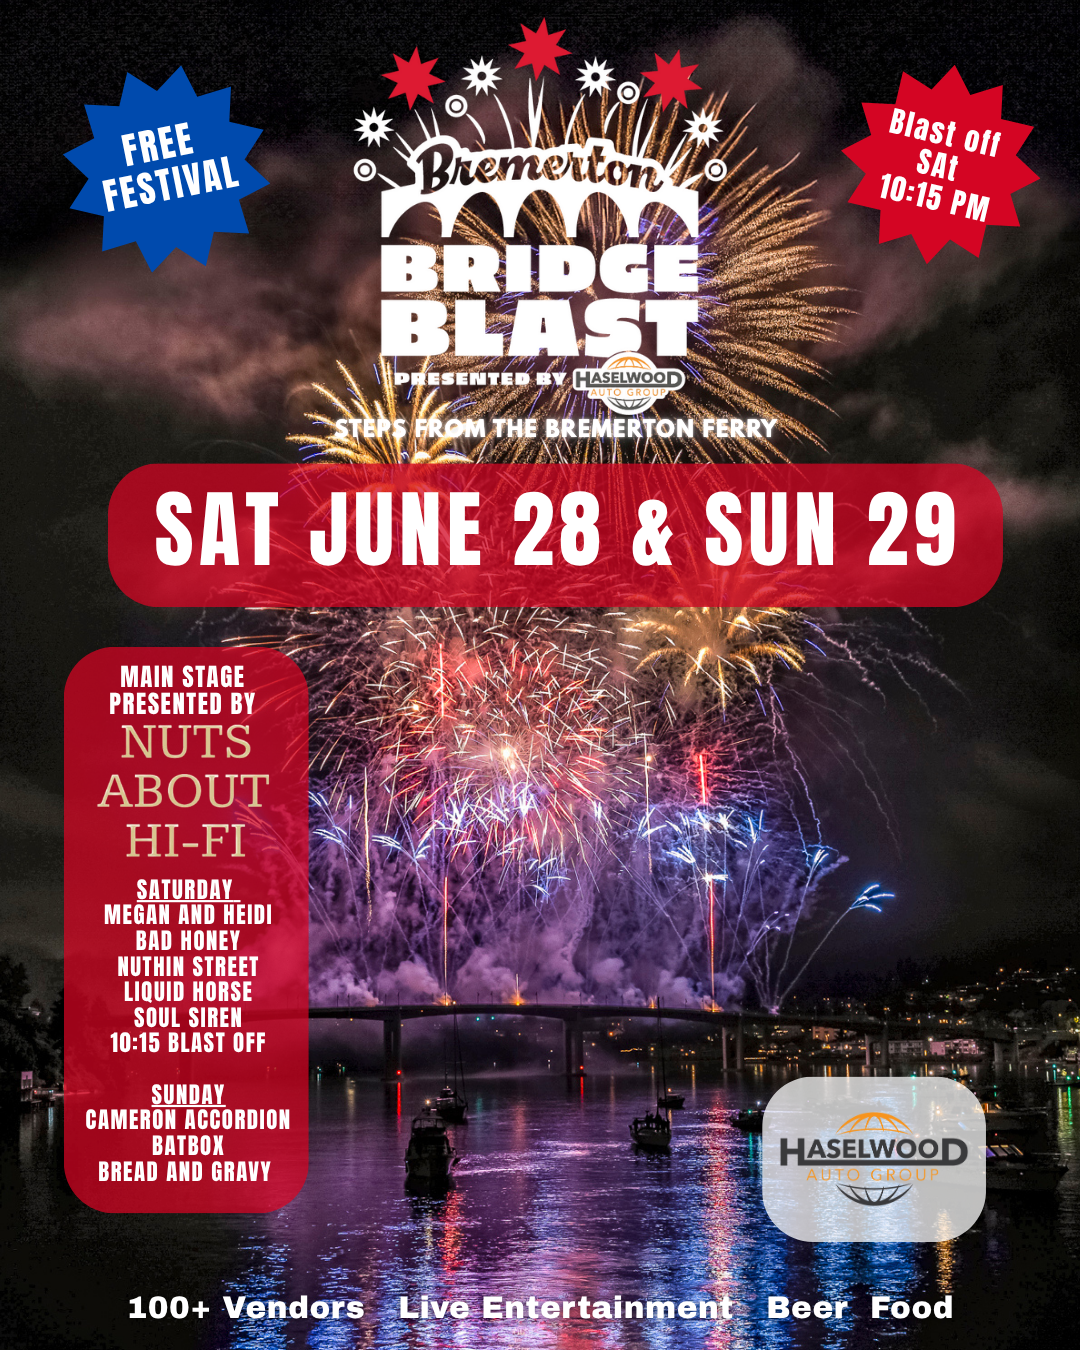 FREE
FESTIVAL
Blast off
SAt
10:15 PM
Bremerton
BRIDGE
BLAST
PRESENTED BY HASELWOOD
AUTO GROUP
STEPS FROM THE BREMERTON FERRY
SAT JUNE 28 & SUN 29
MAIN STAGE
PRESENTED BY
NUTS
ABOUT
HI-FI
SATURDAY
MEGAN AND HEIDI
BAD HONEY
NUTHIN STREET
LIQUID HORSE
SOUL SIREN
10:15 BLAST OFF
SUNDAY
CAMERON ACCORDION
BATBOX
BREAD AND GRAVY
HASELWOOD
AUTO GROUP
100+ Vendors Live Entertainment Beer Food